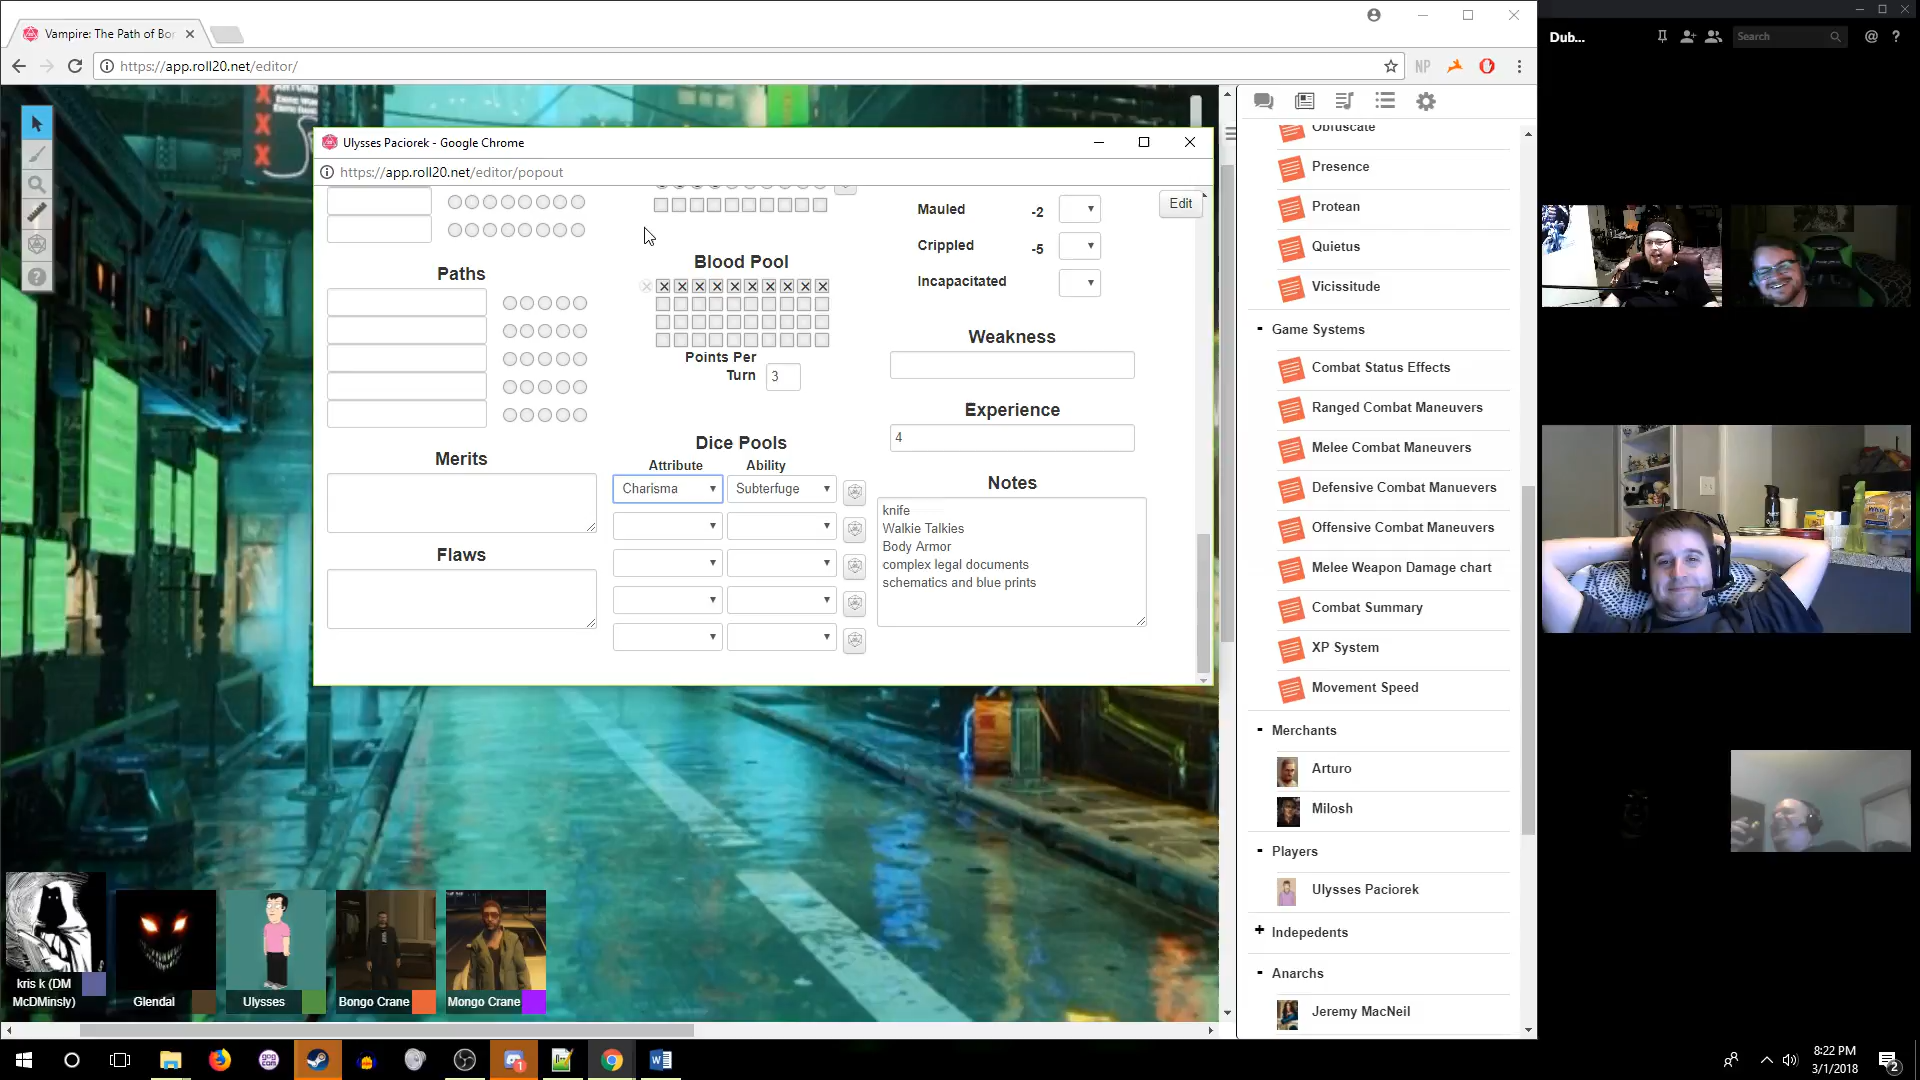 Vampire: The Path of Bor
https://app.roll20.net/editor/
NP
Dub...
Search
@
?
Ulysses Paciorek - Google Chrome
https://app.roll20.net/editor/popout
Edit
Mauled -2
Crippled -5
Incapacitated
Paths
Blood Pool
Points Per
Turn 3
Weakness
Experience
4
Merits
Flaws
Dice Pools
Attribute Ability
Charisma Subterfuge
Notes
knife
Walkie Talkies
Body Armor
complex legal documents
schematics and blue prints
Obfuscate
Presence
Protean
Quietus
Vicissitude
Game Systems
Combat Status Effects
Ranged Combat Maneuvers
Melee Combat Maneuvers
Defensive Combat Manuevers
Offensive Combat Maneuvers
Melee Weapon Damage chart
Combat Summary
XP System
Movement Speed
Merchants
Arturo
Milosh
Players
Ulysses Paciorek
Indepedents
Anarchs
Jeremy MacNeil
kris k (DM
McDMinsly)
Glendal
Ulysses
Bongo Crane
Mongo Crane
8:22 PM
3/1/2018
2